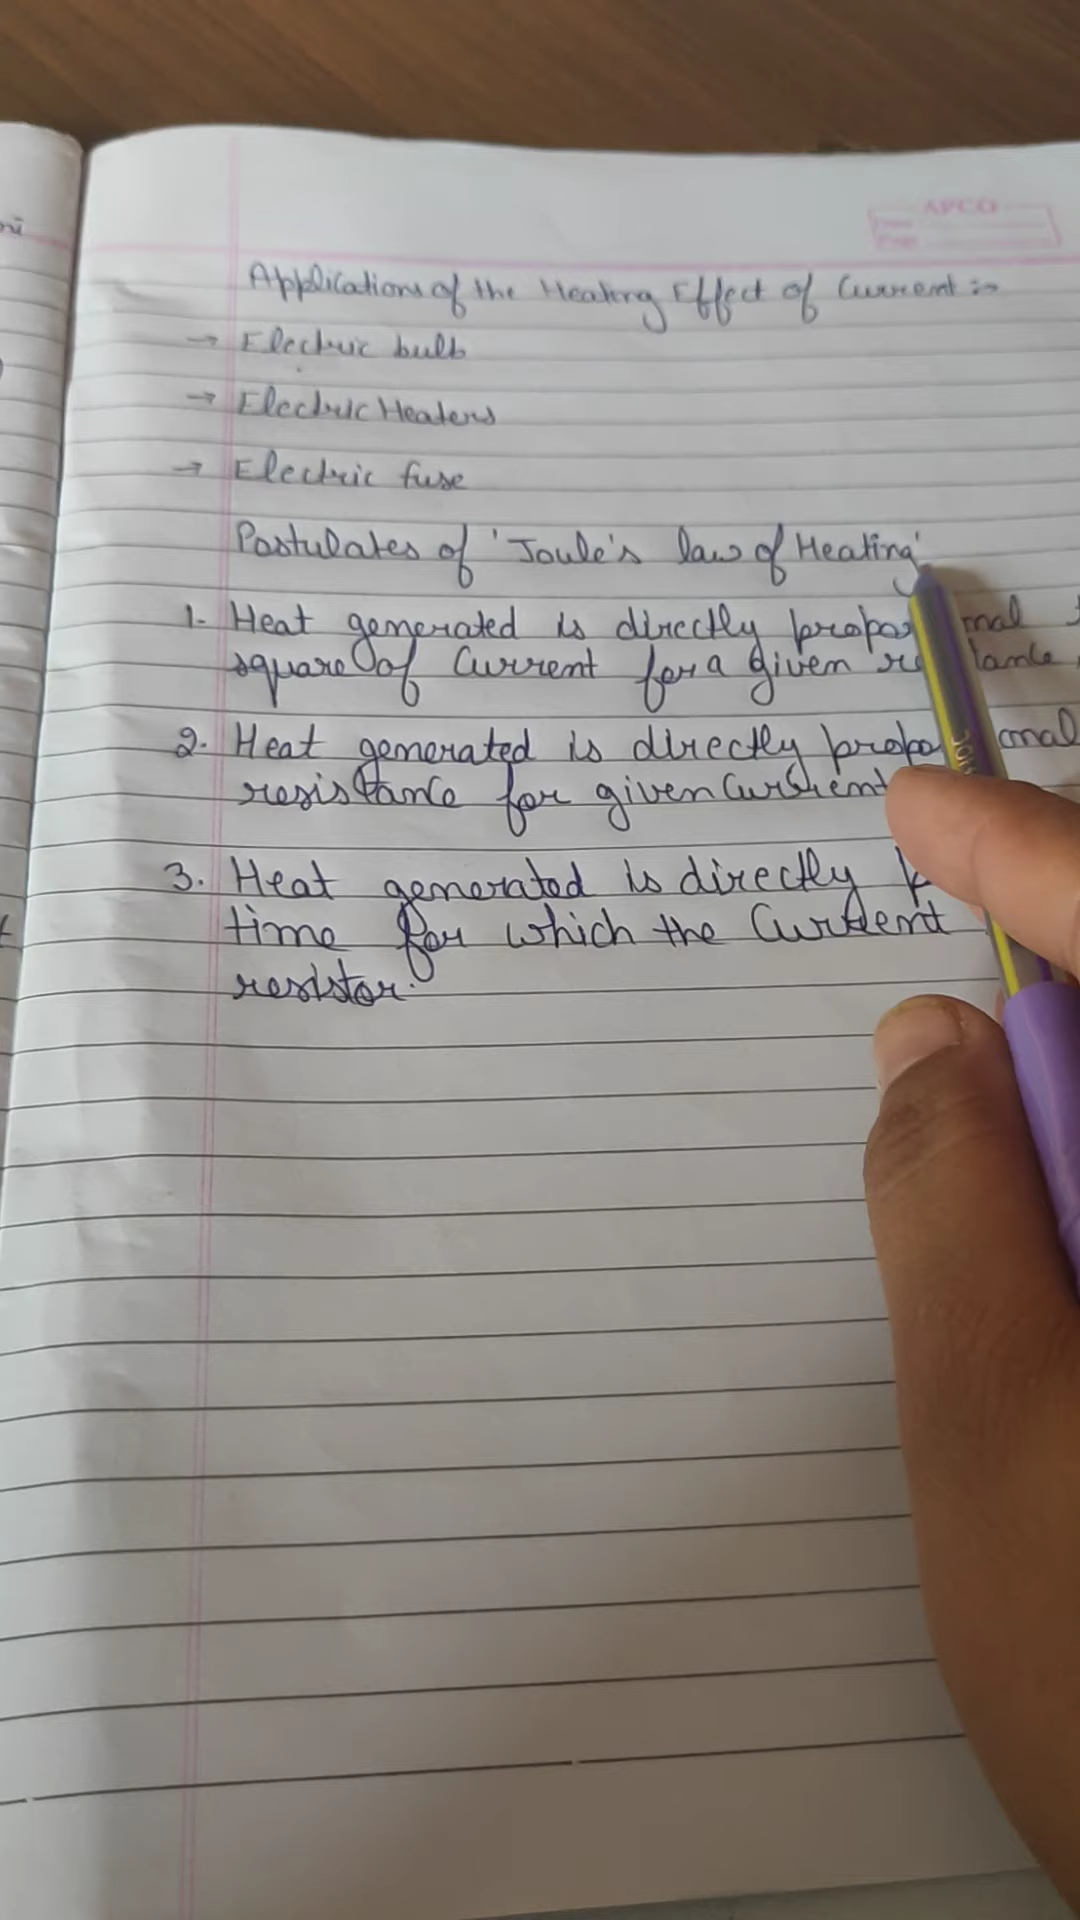 APCO
Applications of the Heating Effect of Current :-
→ Electric bulb
→ Electric Heaters
→ Electric fuse
Postulates of 'Joule's law of Heating'
1. Heat generated is directly
square of Current for a given
2. Heat generated is directly
resistance for given Current
3. Heat generated is directly
time for which the Current
resistor.